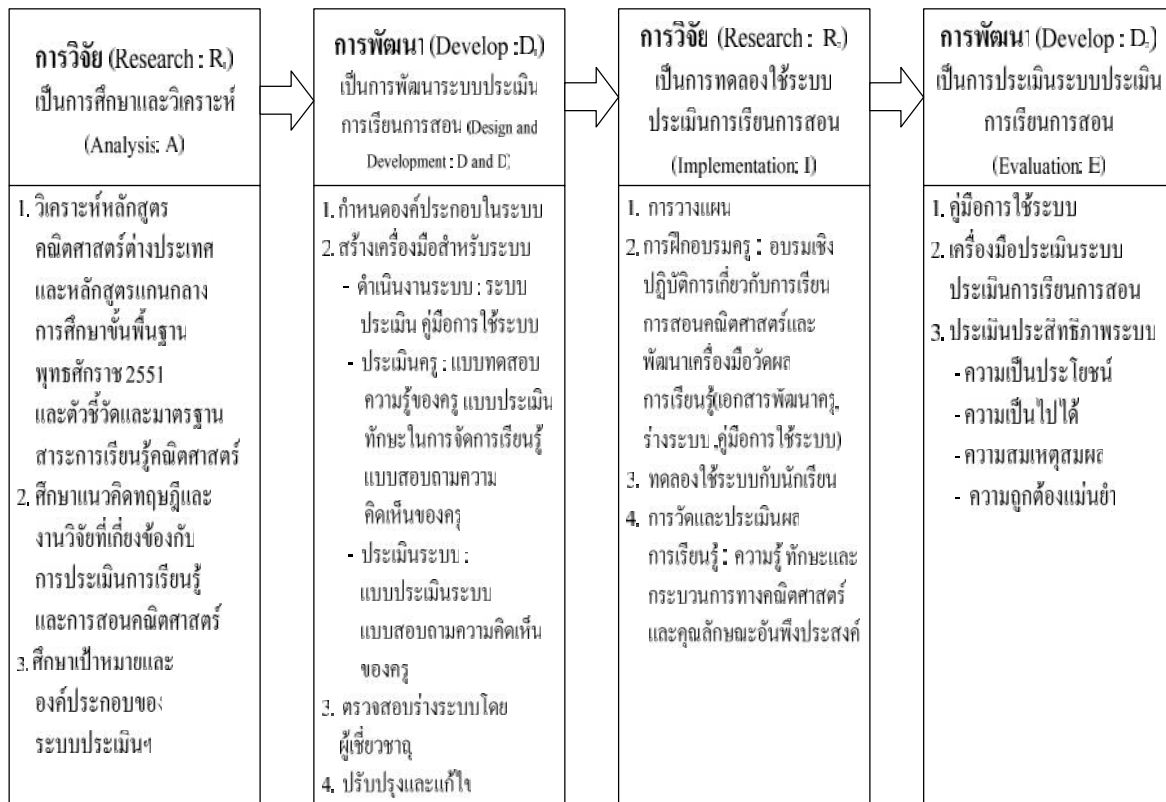 การวิจัย (Research : R₁)
เป็นการศึกษาและวิเคราะห์
(Analysis: A)
1. วิเคราะห์หลักสูตร
คณิตศาสตร์ต่างประเทศ
และหลักสูตรแกนกลาง
การศึกษาขั้นพื้นฐาน
พุทธศักราช 2551
และตัวชี้วัดและมาตรฐาน
สาระการเรียนรู้คณิตศาสตร์
2. ศึกษาแนวคิดทฤษฎีและ
งานวิจัยที่เกี่ยงข้องกับ
การประเมินการเรียนรู้
และการสอนคณิตศาสตร์
3. ศึกษาเป้าหมายและ
องค์ประกอบของ
ระบบประเมินฯ
การพัฒนา (Develop :D₁)
เป็นการพัฒนาระบบประเมิน
การเรียนการสอน (Design and
Development : D and D)
1. กำหนดองค์ประกอบในระบบ
2. สร้างเครื่องมือสำหรับระบบ
- ดำเนินงานระบบ : ระบบ
ประเมิน คู่มือการใช้ระบบ
- ประเมินครู : แบบทดสอบ
ความรู้ของครู แบบประเมิน
ทักษะในการจัดการเรียนรู้
แบบสอบถามความ
คิดเห็นของครู
- ประเมินระบบ :
แบบประเมินระบบ
แบบสอบถามความคิดเห็น
ของครู
3. ตรวจสอบร่างระบบโดย
ผู้เชี่ยวชาญ
4. ปรับปรุงและแก้ไข
การวิจัย (Research : R₂)
เป็นการทดลองใช้ระบบ
ประเมินการเรียนการสอน
(Implementation: I)
1. การวางแผน
2. การฝึกอบรมครู : อบรมเชิง
ปฏิบัติการเกี่ยวกับการเรียน
การสอนคณิตศาสตร์และ
พัฒนาเครื่องมือวัดผล
การเรียนรู้(เอกสารพัฒนาครู,
ร่างระบบ ,คู่มือการใช้ระบบ)
3. ทดลองใช้ระบบกับนักเรียน
4. การวัดและประเมินผล
การเรียนรู้ : ความรู้ ทักษะและ
กระบวนการทางคณิตศาสตร์
และคุณลักษณะอันพึงประสงค์
การพัฒนา (Develop : D₂)
เป็นการประเมินระบบประเมิน
การเรียนการสอน
(Evaluation: E)
1. คู่มือการใช้ระบบ
2. เครื่องมือประเมินระบบ
ประเมินการเรียนการสอน
3. ประเมินประสิทธิภาพระบบ
- ความเป็นประโยชน์
- ความเป็นไปได้
- ความสมเหตุสมผล
- ความถูกต้องแม่นยำ